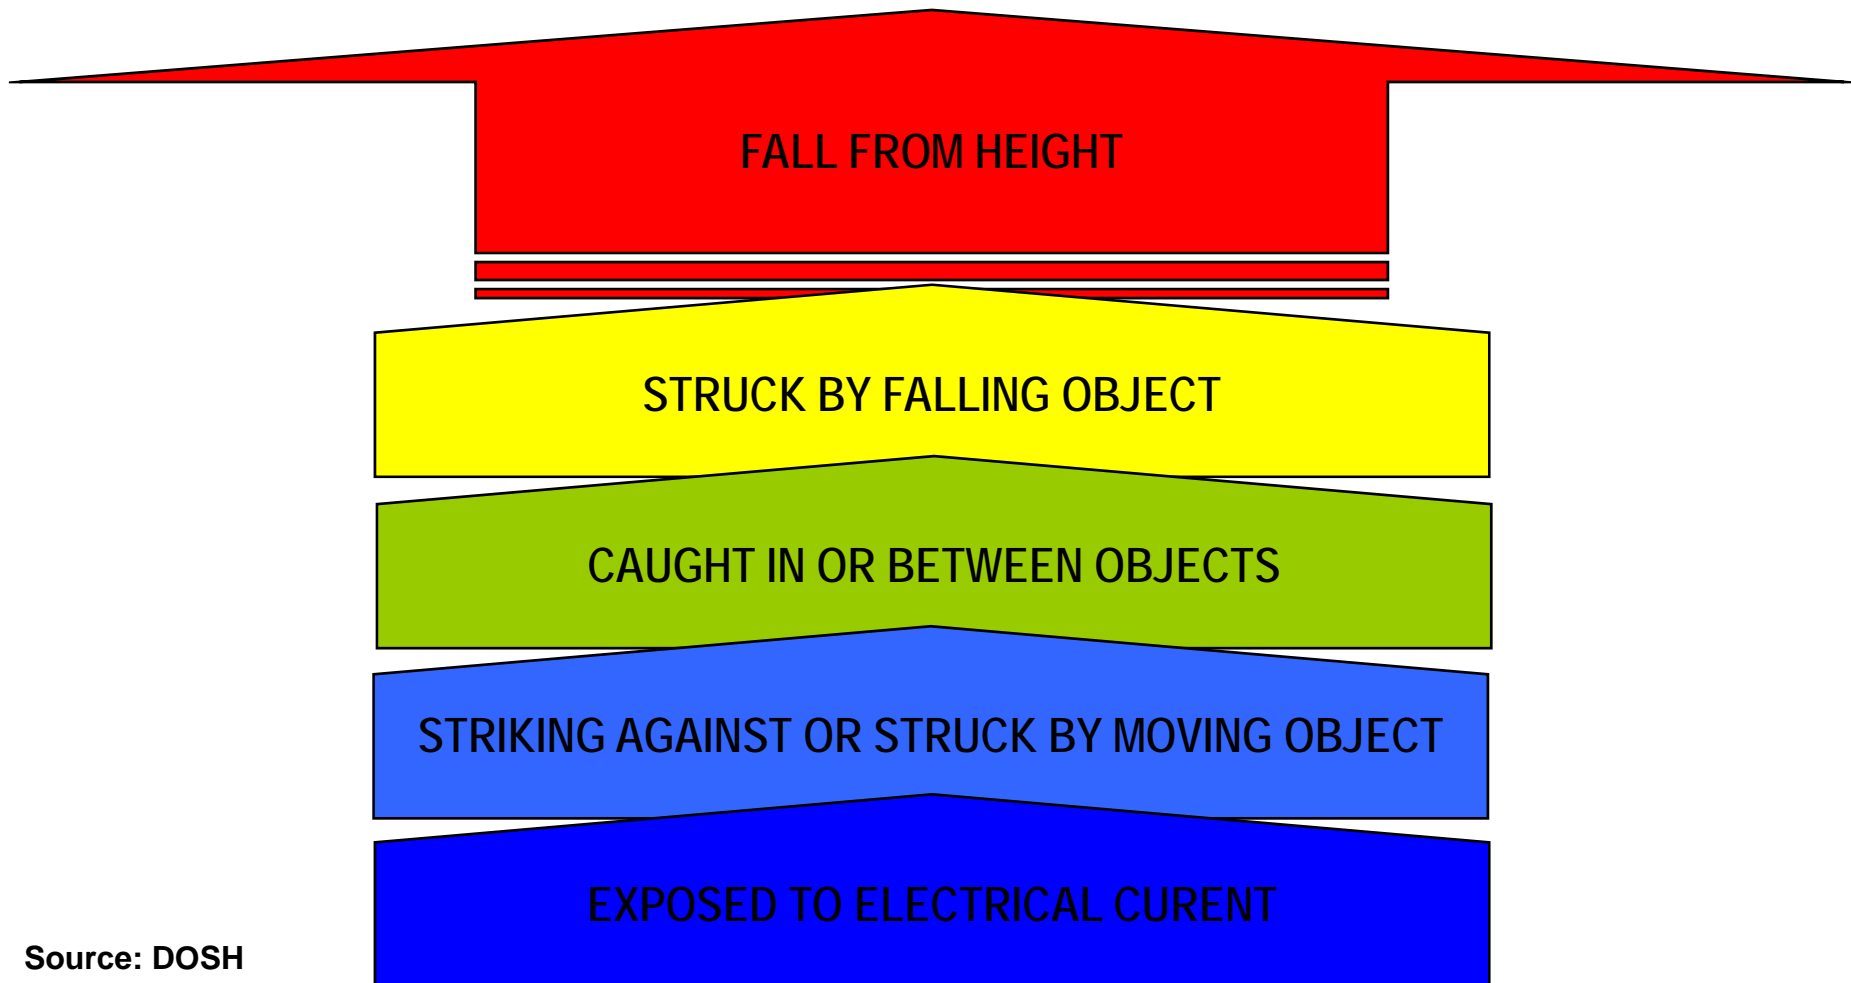 FALL FROM HEIGHT
STRUCK BY FALLING OBJECT
CAUGHT IN OR BETWEEN OBJECTS
STRIKING AGAINST OR STRUCK BY MOVING OBJECT
EXPOSED TO ELECTRICAL CURENT
Source: DOSH